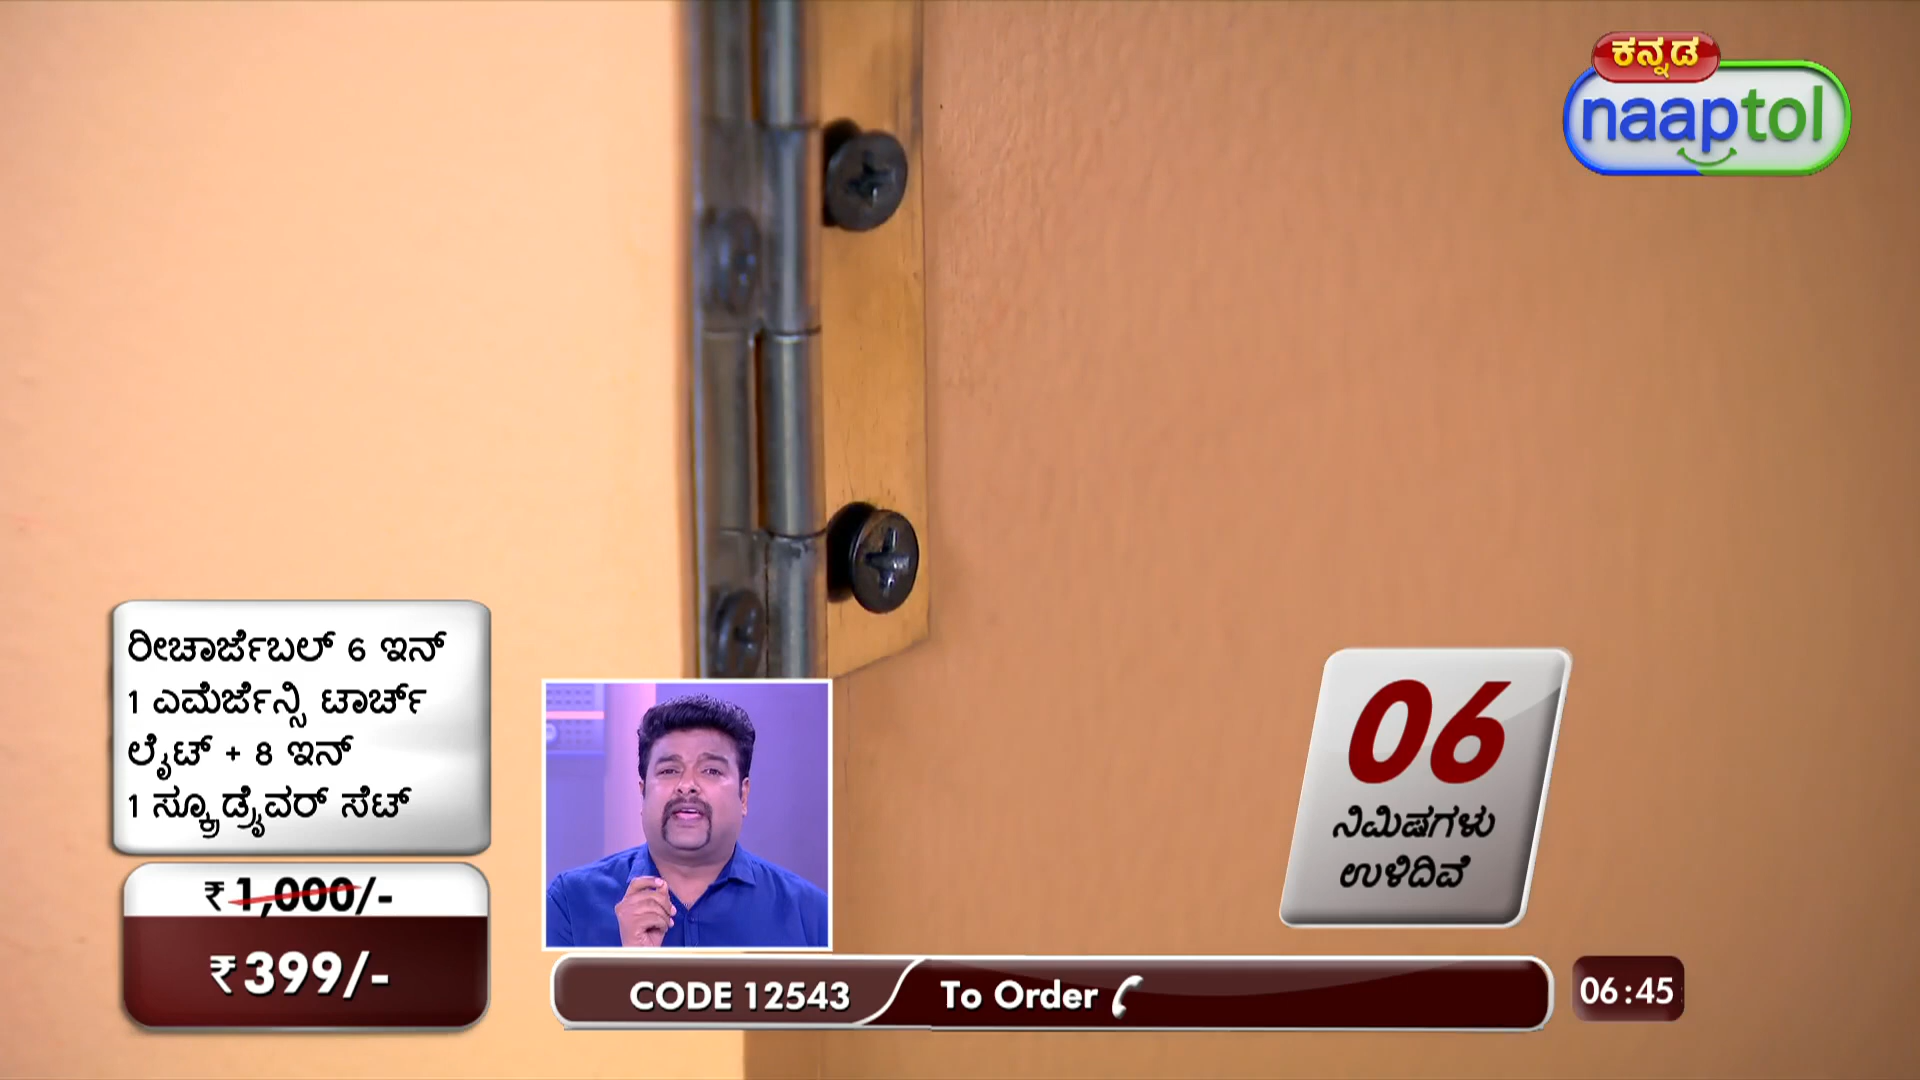 ಕನ್ನಡ
naaptol
ರೀಚಾರ್ಜೆಬಲ್ 6 ಇನ್
1 ಎಮೆರ್ಜೆನ್ಸಿ ಟಾರ್ಚ್
ಲೈಟ್ + 8 ಇನ್
1 ಸ್ಕ್ರೂಡ್ರೈವರ್ ಸೆಟ್
₹1,000/-
₹399/-
06
ನಿಮಿಷಗಳು
ಉಳಿದಿವೆ
CODE 12543 To Order
06:45